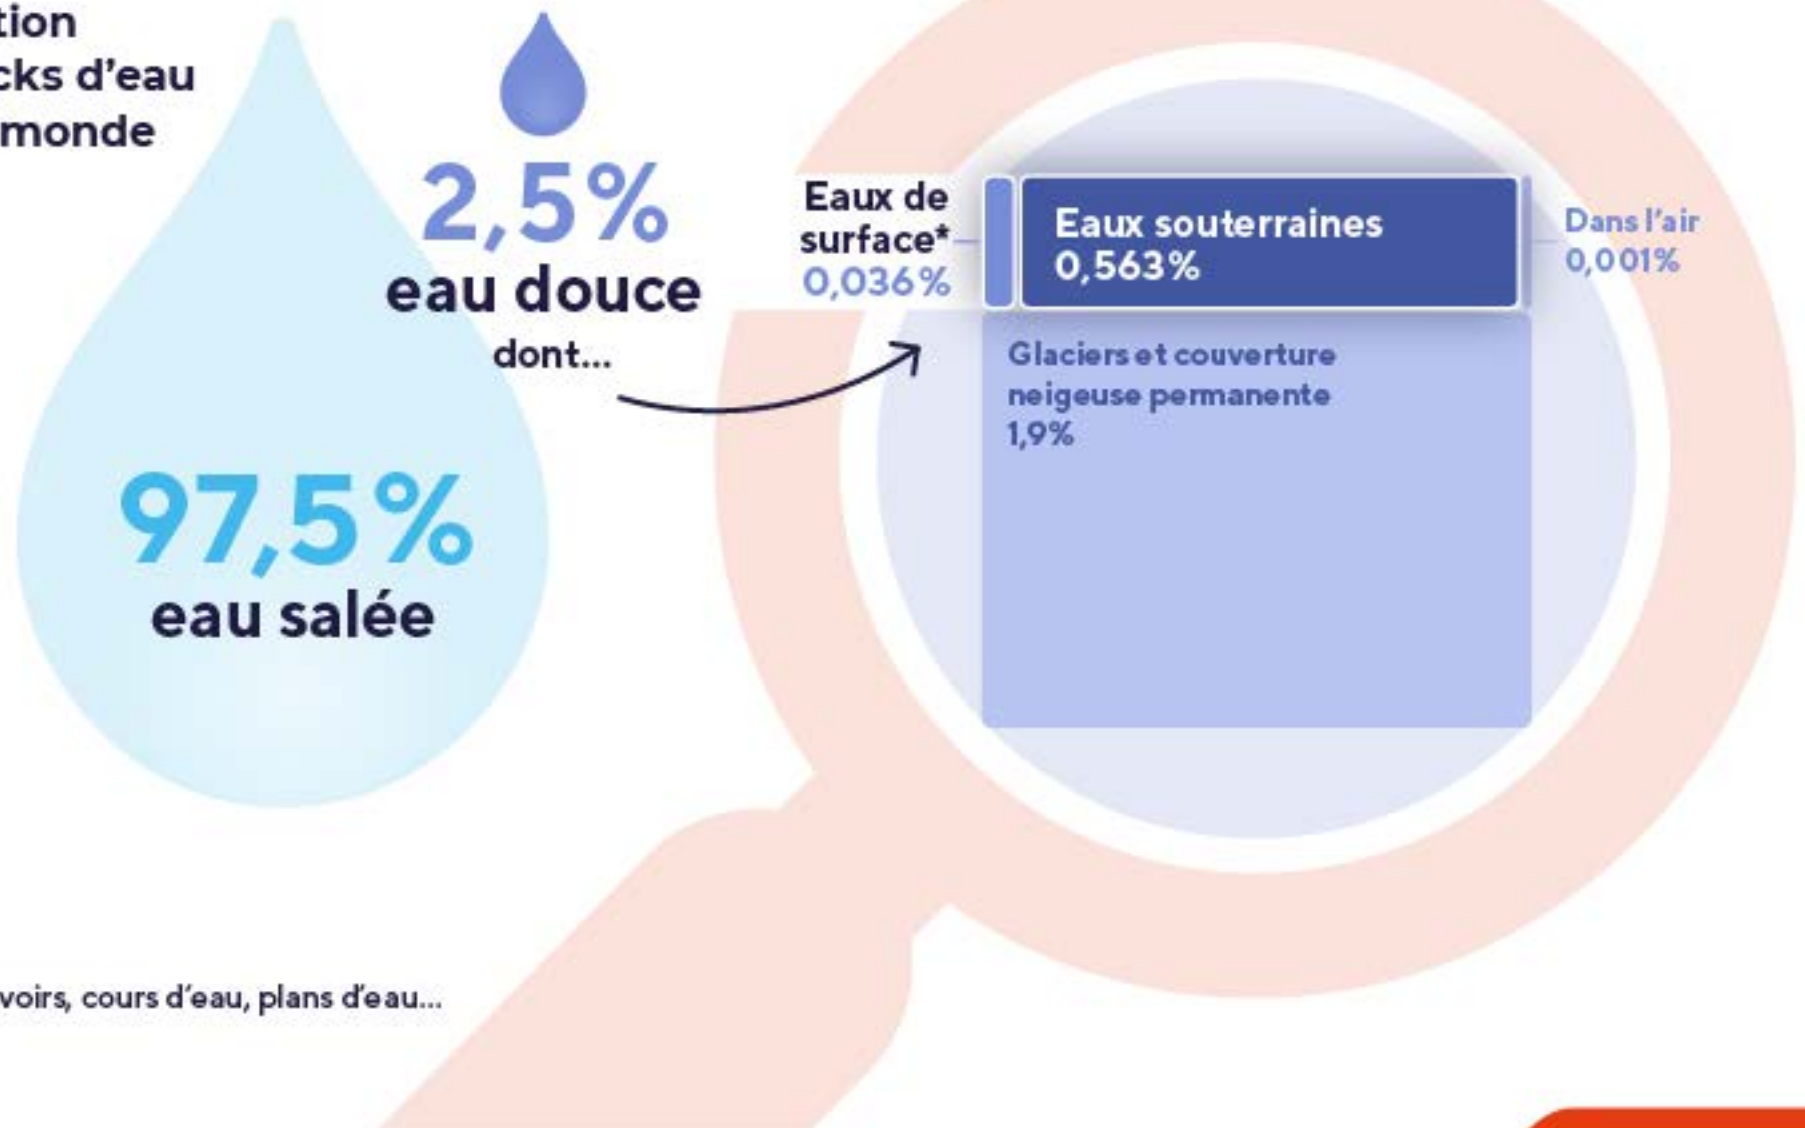 tion
cks d'eau
monde
2,5%
eau douce
dont...
97,5%
eau salée
Eaux de
surface*
0,036%
Eaux souterraines
0,563%
Dans l'air
0,001%
Glaciers et couverture
neigeuse permanente
1,9%
voirs, cours d'eau, plans d'eau...